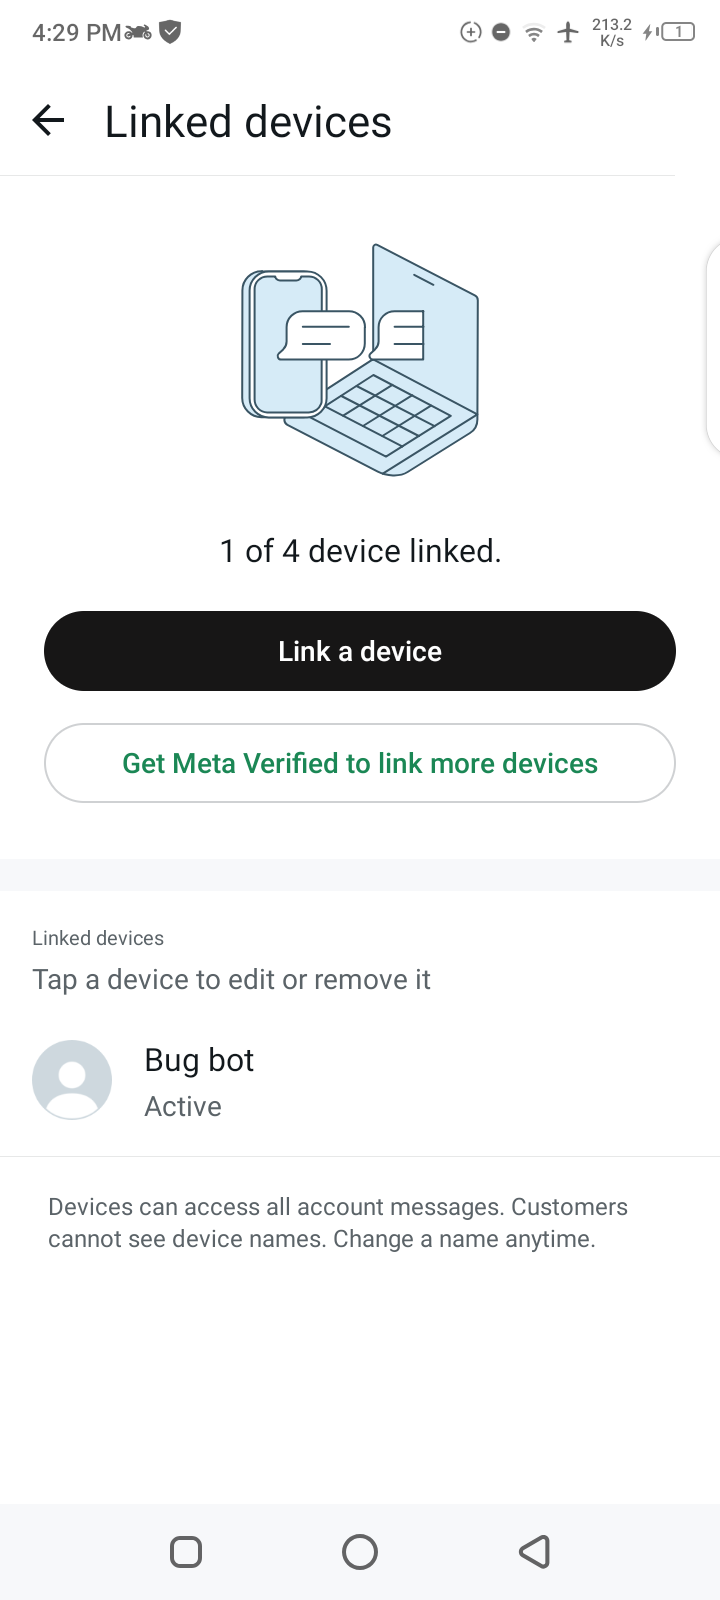 4:29 PM
213.2
K/s
1
Linked devices
1 of 4 device linked.
Link a device
Get Meta Verified to link more devices
Linked devices
Tap a device to edit or remove it
Bug bot
Active
Devices can access all account messages. Customers
cannot see device names. Change a name anytime.